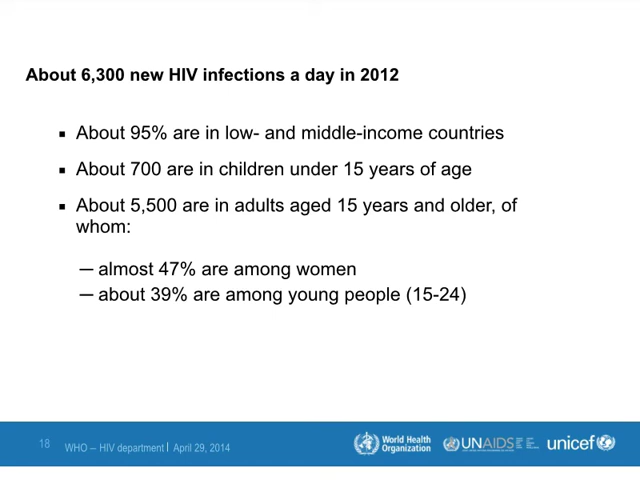 About 6,300 new HIV infections a day in 2012
▪ About 95% are in low- and middle-income countries
▪ About 700 are in children under 15 years of age
▪ About 5,500 are in adults aged 15 years and older, of
whom:
— almost 47% are among women
— about 39% are among young people (15-24)
18
WHO – HIV department | April 29, 2014
World Health
Organization
UNAIDS
unicef